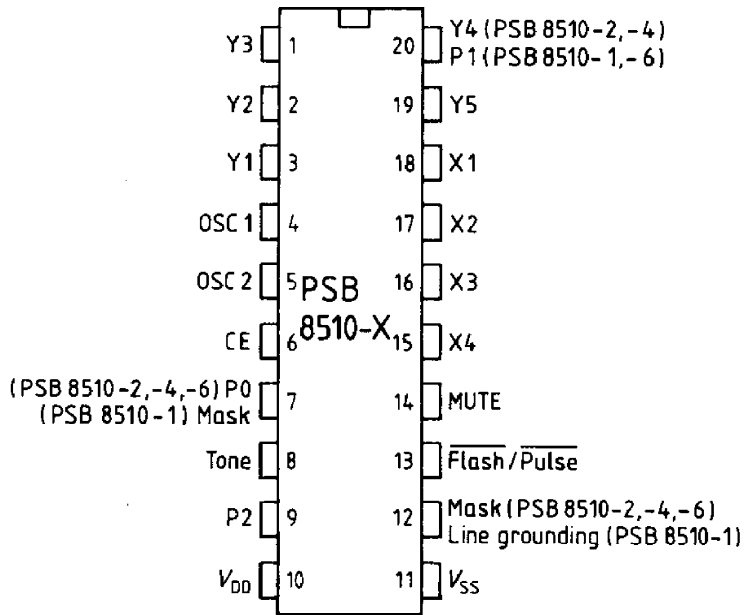 Y3 1 20 Y4 (PSB 8510-2,-4)
P1 (PSB 8510-1,-6)
Y2 2 19 Y5
Y1 3 18 X1
OSC 1 4 17 X2
OSC 2 5 16 X3
PSB
8510-X
CE 6 15 X4
(PSB 8510-2,-4,-6) P0
(PSB 8510-1) Mask
7 14 MUTE
Tone 8 13 Flash/Pulse
P2 9 12 Mask (PSB 8510-2,-4,-6)
Line grounding (PSB 8510-1)
VDD 10 11 VSS